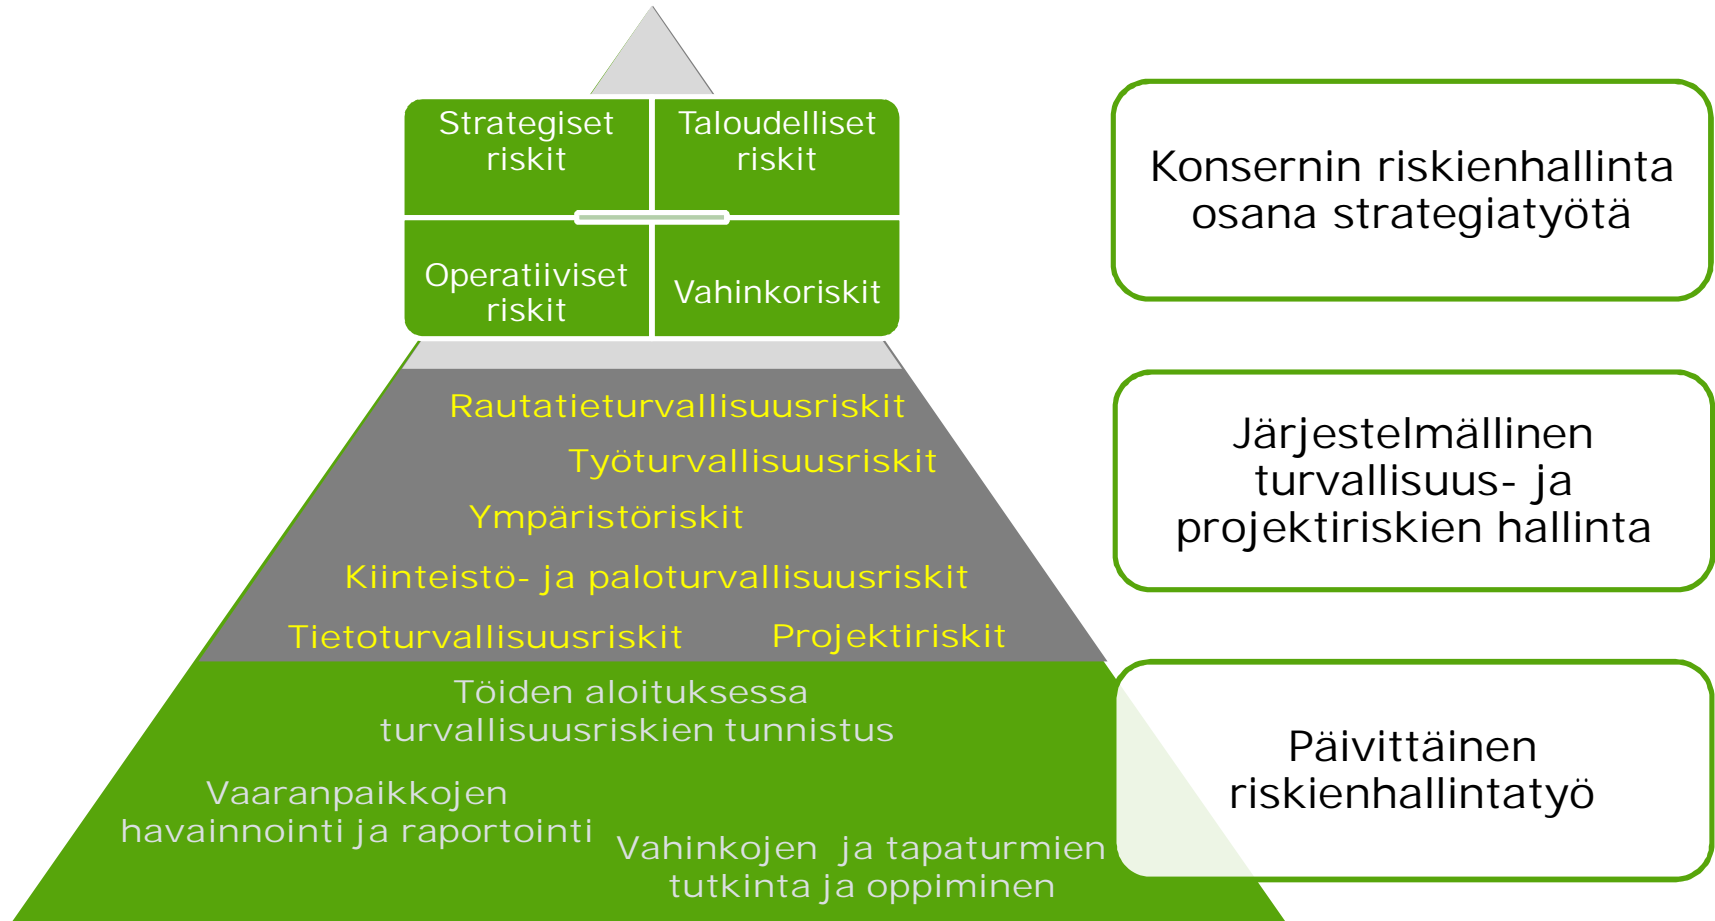 Strategiset
riskit
Taloudelliset
riskit
Operatiiviset
riskit
Vahinkoriskit
Konsernin riskienhallinta
osana strategiatyötä
Rautatieturvallisuusriskit
Työturvallisuusriskit
Ympäristöriskit
Kiinteistö- ja paloturvallisuusriskit
Tietoturvallisuusriskit
Projektiriskit
Järjestelmällinen
turvallisuus- ja
projektiriskien hallinta
Töiden aloituksessa
turvallisuusriskien tunnistus
Vaaranpaikkojen
havainnointi ja raportointi
Vahinkojen ja tapaturmien
tutkinta ja oppiminen
Päivittäinen
riskienhallintatyö